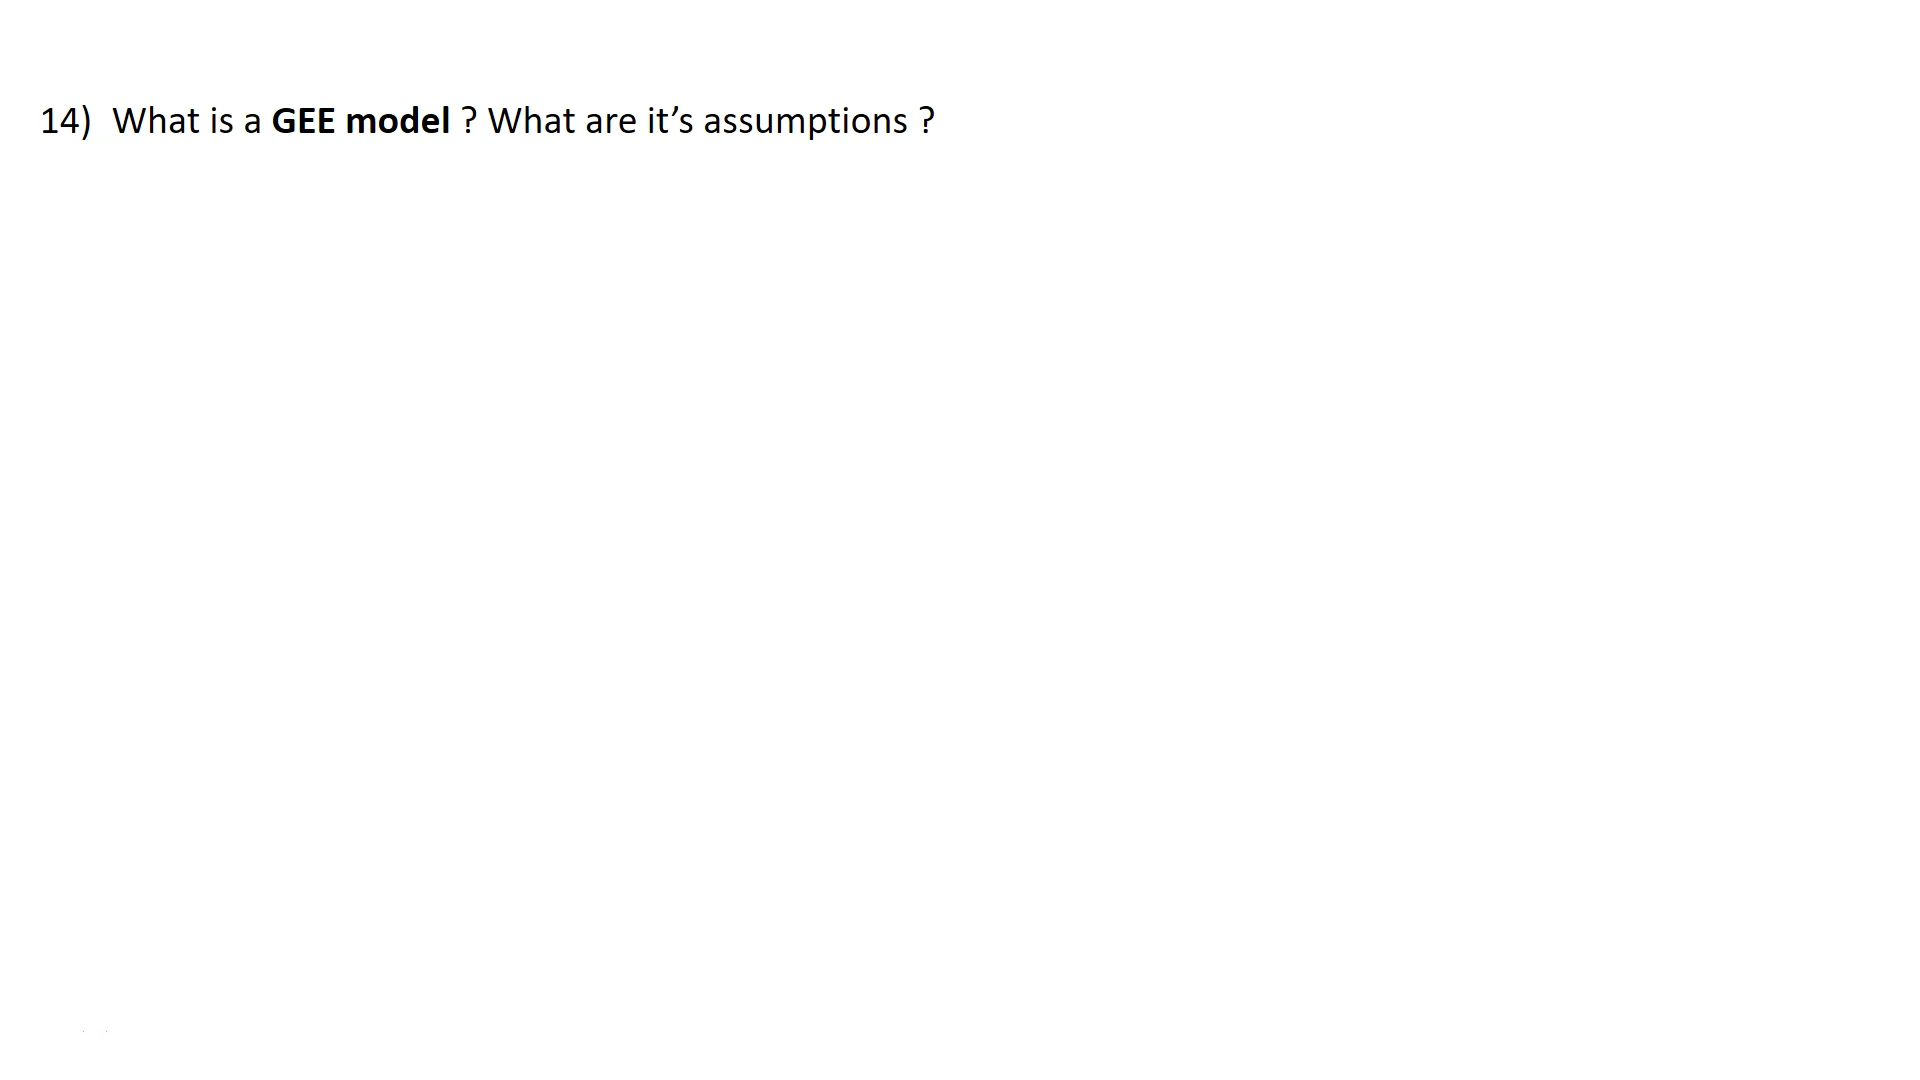 14) What is a GEE model ? What are it’s assumptions ?